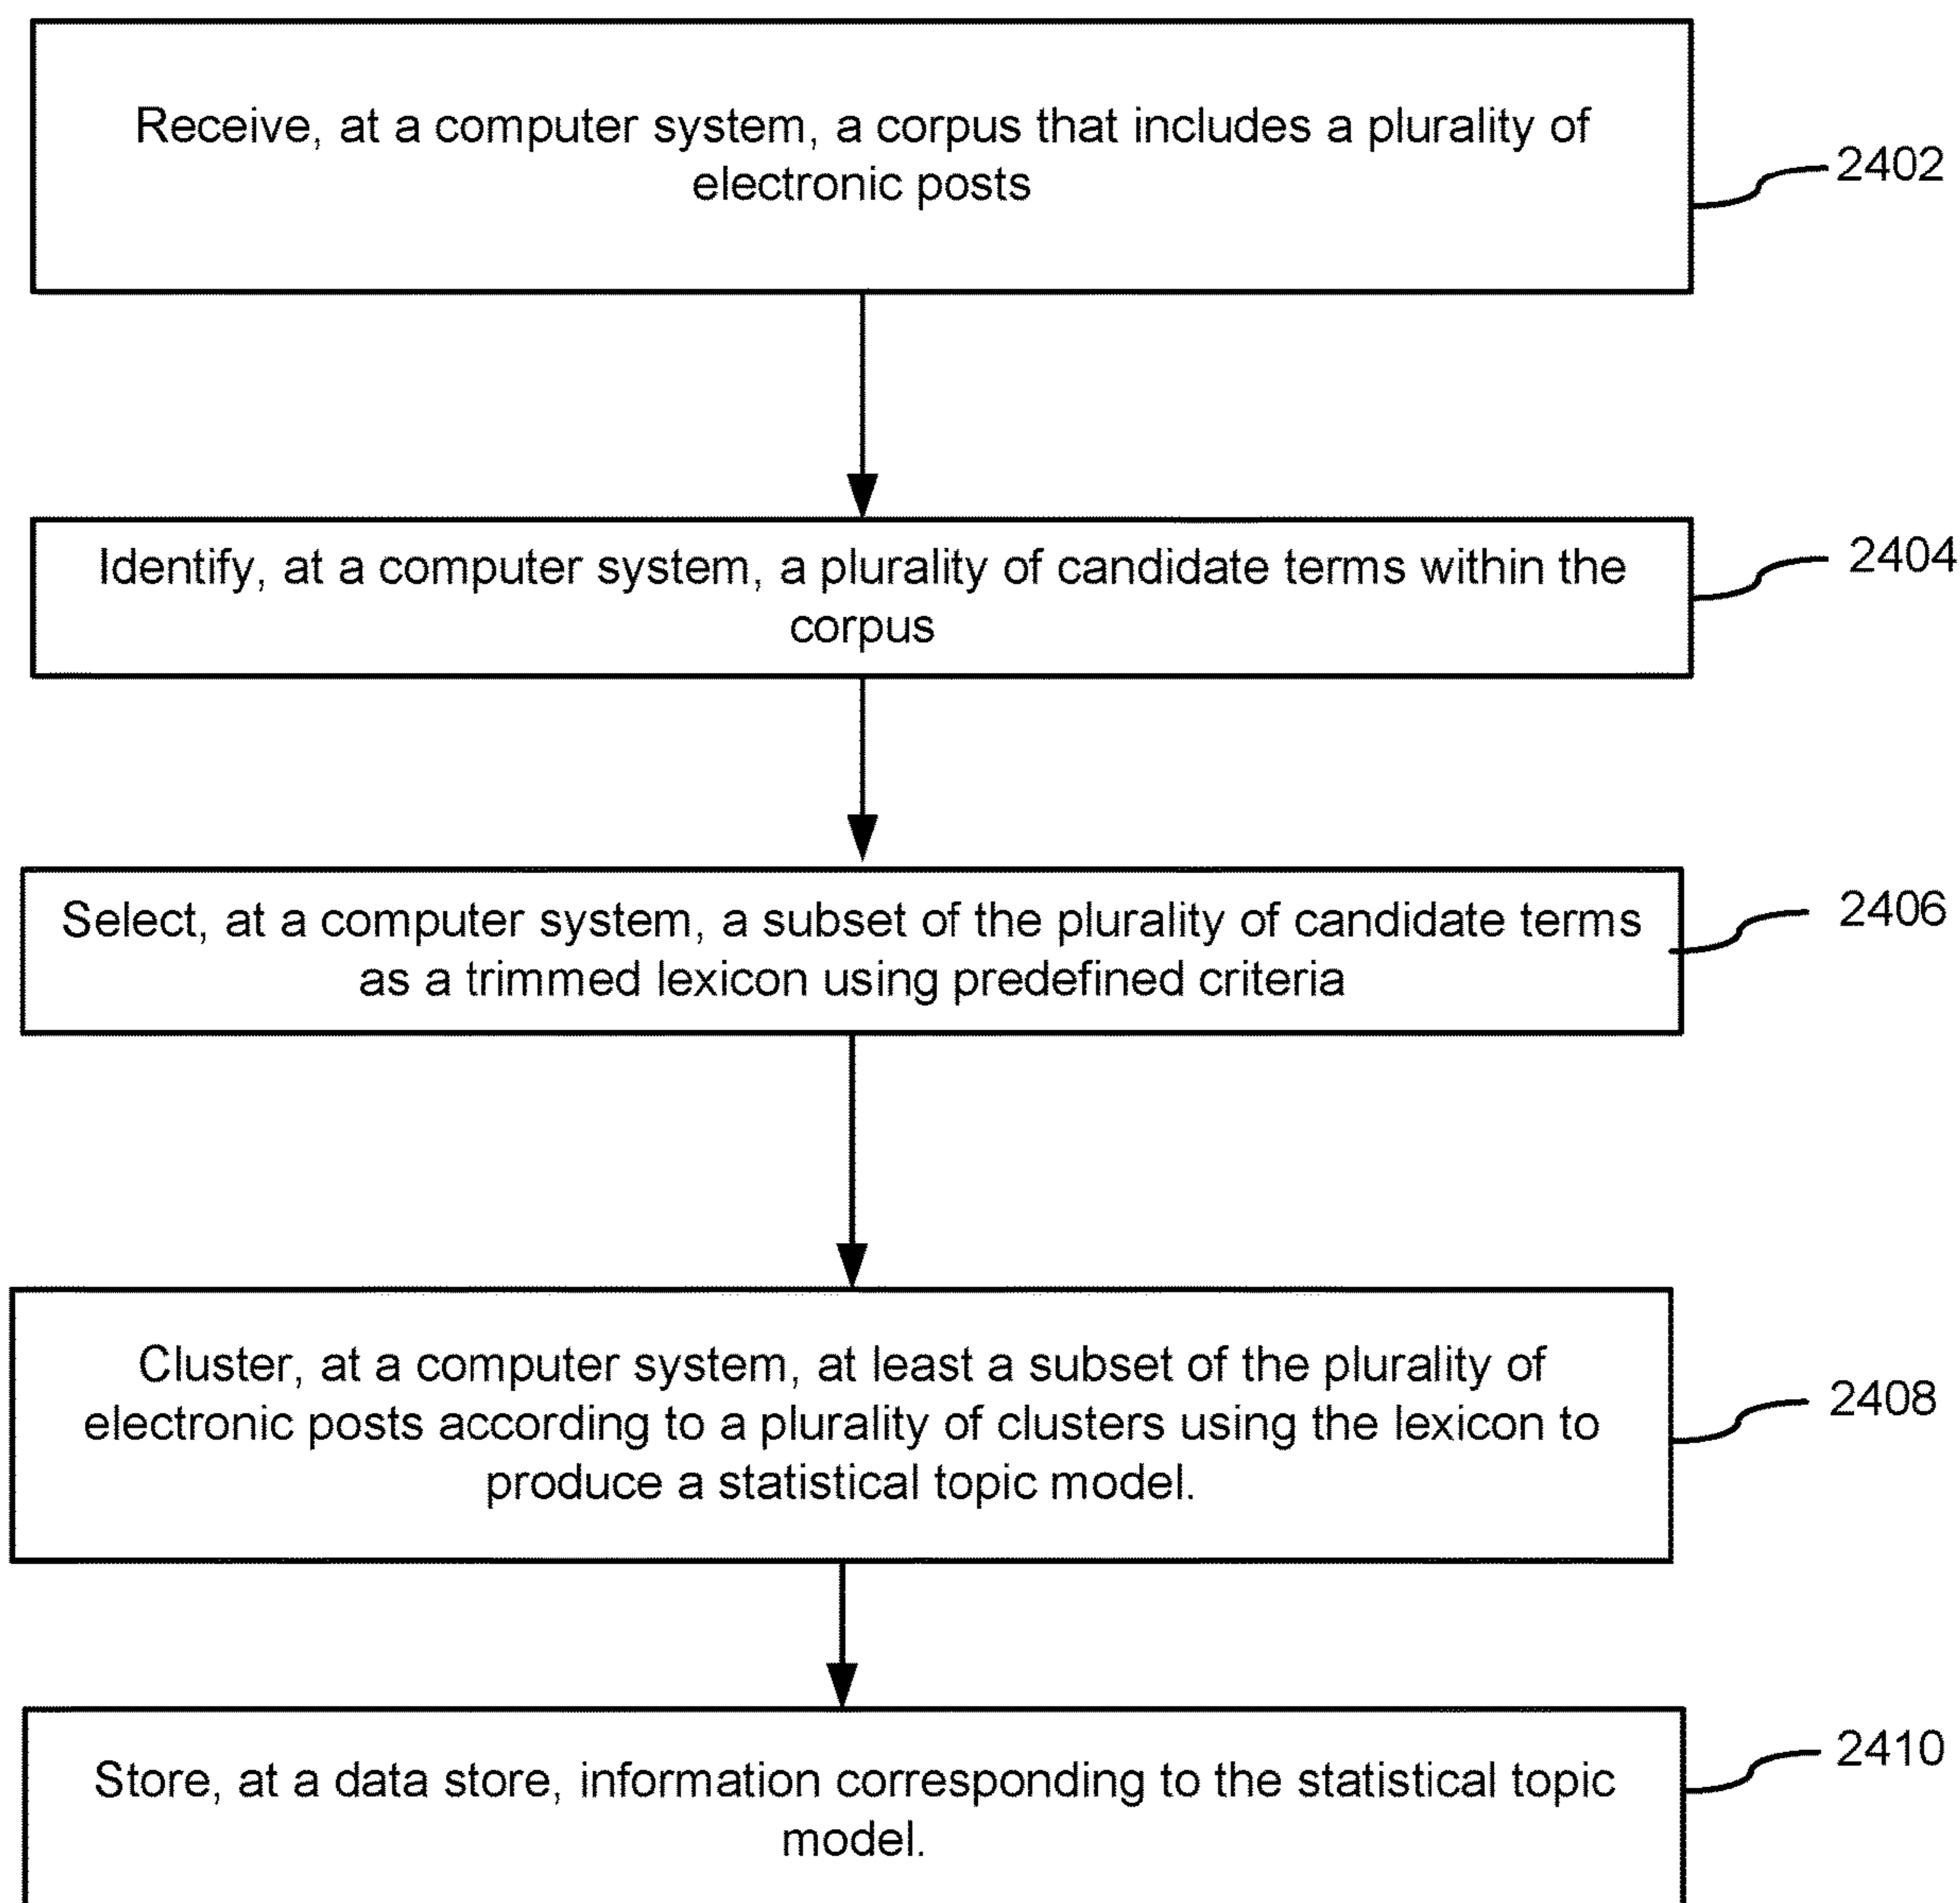 Receive, at a computer system, a corpus that includes a plurality of
electronic posts
2402
Identify, at a computer system, a plurality of candidate terms within the
corpus
2404
Select, at a computer system, a subset of the plurality of candidate terms
as a trimmed lexicon using predefined criteria
2406
Cluster, at a computer system, at least a subset of the plurality of
electronic posts according to a plurality of clusters using the lexicon to
produce a statistical topic model.
2408
Store, at a data store, information corresponding to the statistical topic
model.
2410